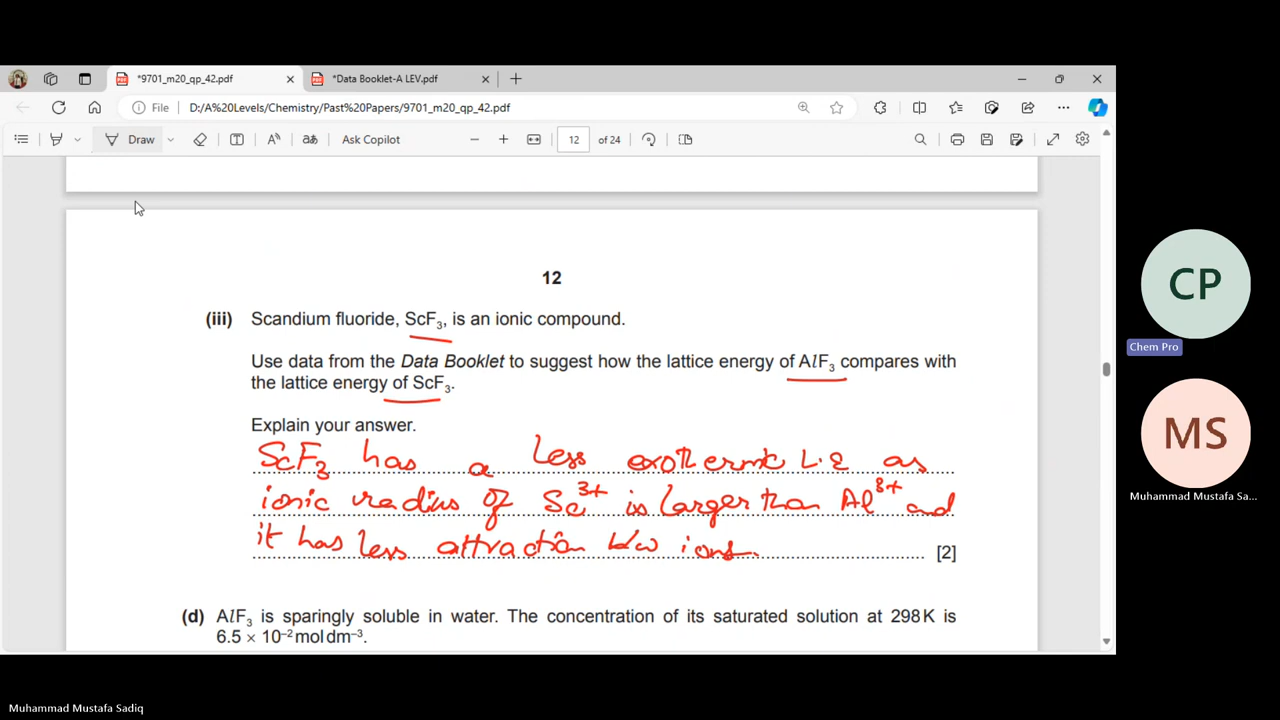 *9701_m20_qp_42.pdf
*Data Booklet-A LEV.pdf
File
D:/A%20Levels/Chemistry/Past%20Papers/9701_m20_qp_42.pdf
Draw
Ask Copilot
12 of 24
12
(iii) Scandium fluoride, ScF₃, is an ionic compound.
Use data from the Data Booklet to suggest how the lattice energy of AlF₃ compares with
the lattice energy of ScF₃.
Explain your answer.
ScF₃ has a less exothermic L.E as
ionic radius of Sc³⁺ is larger than Al³⁺ and
it has less attraction b/w ions.
[2]
(d) AlF₃ is sparingly soluble in water. The concentration of its saturated solution at 298K is
6.5 × 10⁻² mol dm⁻³.
CP
Chem Pro
MS
Muhammad Mustafa Sa...
Muhammad Mustafa Sadiq